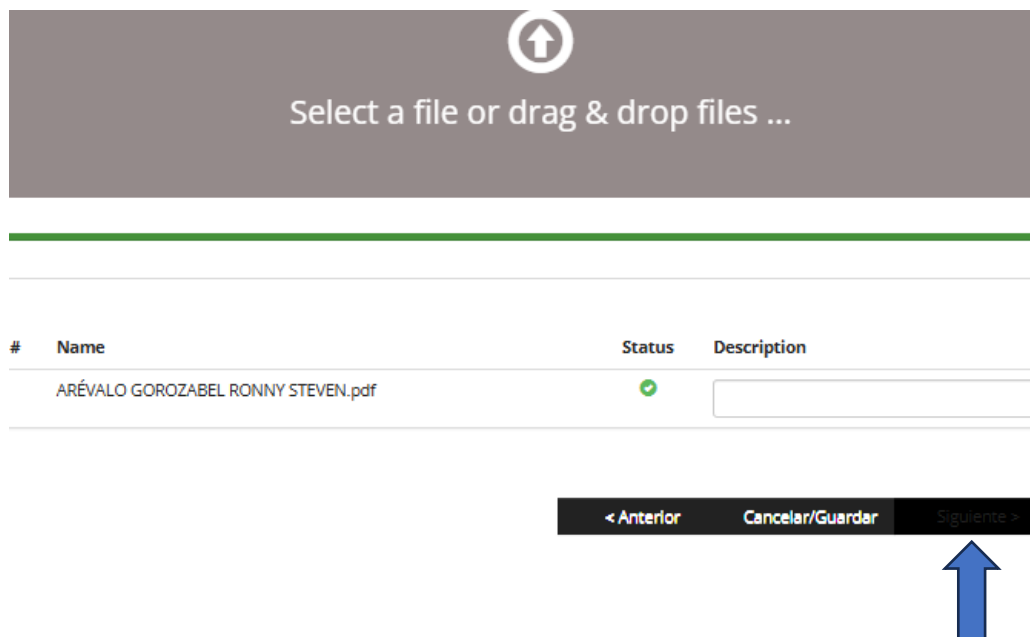 Select a file or drag & drop files ...
# Name Status Description
ARÉVALO GOROZABEL RONNY STEVEN.pdf
< Anterior Cancelar/Guardar Siguiente >